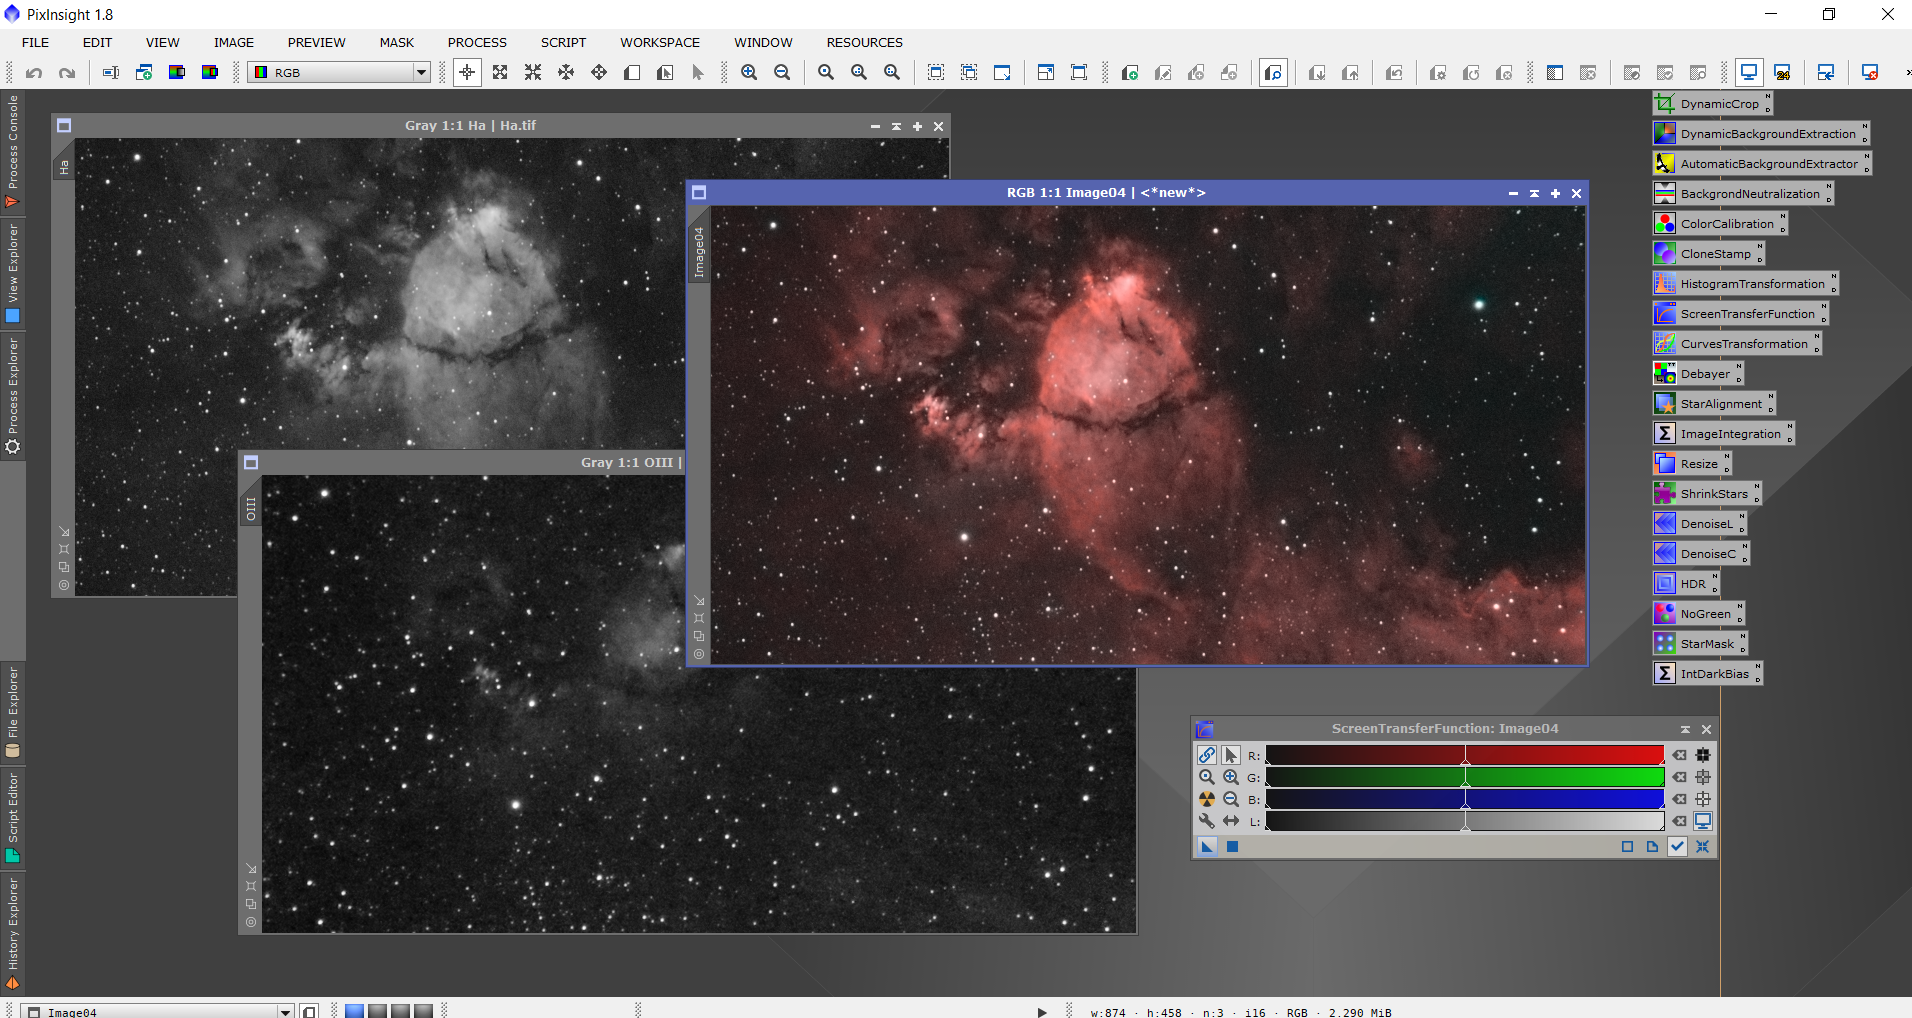 PixInsight 1.8
FILE EDIT VIEW IMAGE PREVIEW MASK PROCESS SCRIPT WORKSPACE WINDOW RESOURCES
RGB
24
Process Console
View Explorer
Process Explorer
File Explorer
Script Editor
History Explorer
Gray 1:1 Ha | Ha.tif
Ha
Gray 1:1 OIII |
OIII
RGB 1:1 Image04 | <*new*>
Image04
DynamicCrop
DynamicBackgroundExtraction
AutomaticBackgroundExtractor
BackgrondNeutralization
ColorCalibration
CloneStamp
HistogramTransformation
ScreenTransferFunction
CurvesTransformation
Debayer
StarAlignment
ImageIntegration
Resize
ShrinkStars
DenoiseL
DenoiseC
HDR
NoGreen
StarMask
IntDarkBias
ScreenTransferFunction: Image04
R:
G:
B:
L:
Image04
w:874 · h:458 · n:3 · i16 · RGB · 2.290 MiB